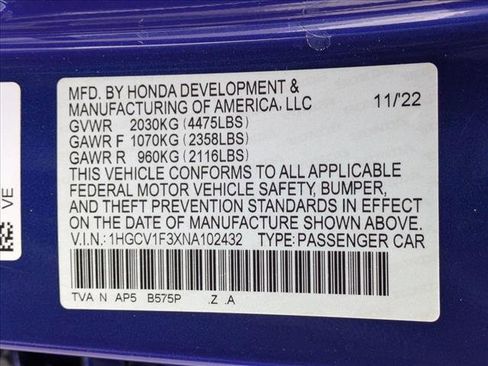 MFD. BY HONDA DEVELOPMENT &
MANUFACTURING OF AMERICA, LLC 11/'22
GVWR 2030KG (4475LBS)
GAWR F 1070KG (2358LBS)
GAWR R 960KG (2116LBS)
THIS VEHICLE CONFORMS TO ALL APPLICABLE
FEDERAL MOTOR VEHICLE SAFETY, BUMPER,
AND THEFT PREVENTION STANDARDS IN EFFECT
ON THE DATE OF MANUFACTURE SHOWN ABOVE.
V.I.N.: 1HGCV1F3XNA102432 TYPE: PASSENGER CAR
TVA N AP5 B575P .Z .A
VE